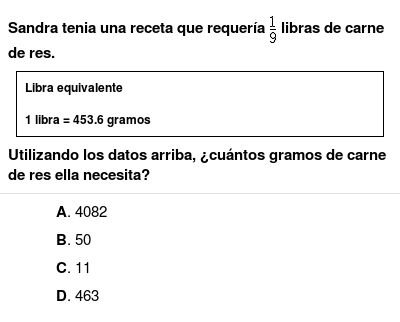 Sandra tenia una receta que requería 1/9 libras de carne
de res.
Libra equivalente
1 libra = 453.6 gramos
Utilizando los datos arriba, ¿cuántos gramos de carne
de res ella necesita?
A. 4082
B. 50
C. 11
D. 463